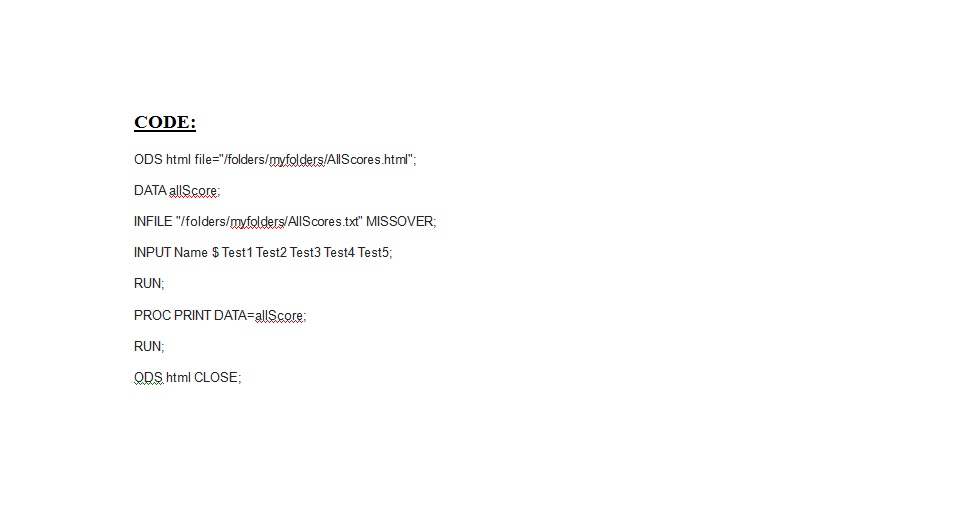 CODE:
ODS html file="/folders/myfolders/AllScores.html";
DATA allScore;
INFILE "/folders/myfolders/AllScores.txt" MISSOVER;
INPUT Name $ Test1 Test2 Test3 Test4 Test5;
RUN;
PROC PRINT DATA=allScore;
RUN;
ODS html CLOSE;